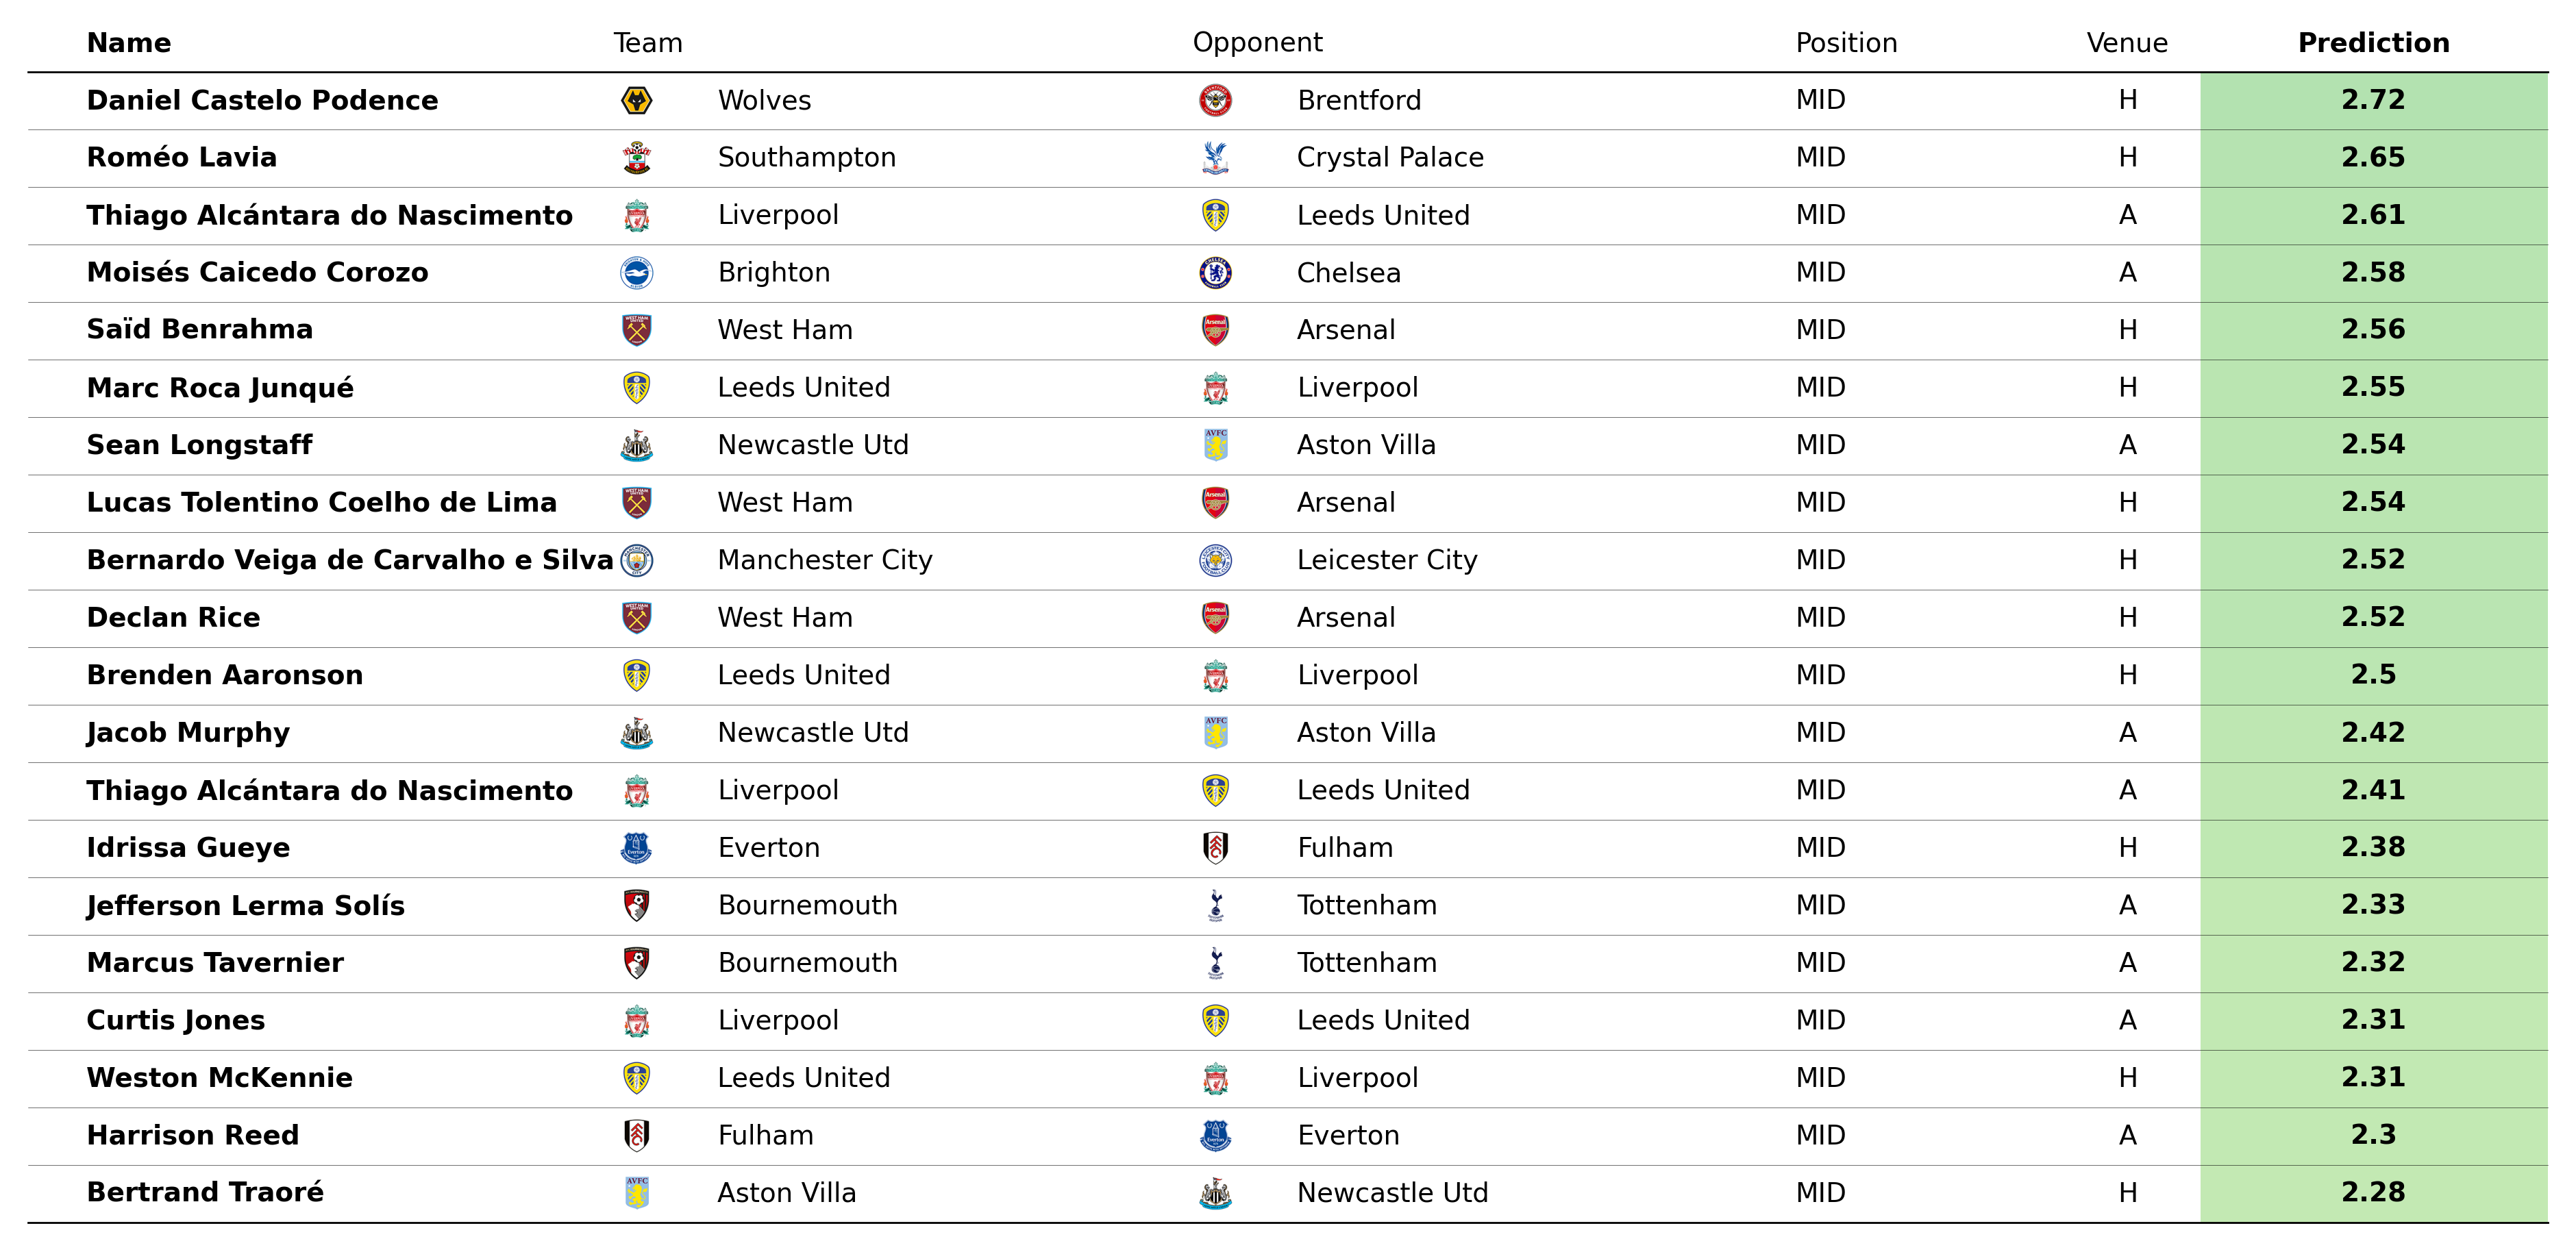 Name Team Opponent Position Venue Prediction
Daniel Castelo Podence Wolves Brentford MID H 2.72
Roméo Lavia Southampton Crystal Palace MID H 2.65
Thiago Alcántara do Nascimento Liverpool Leeds United MID A 2.61
Moisés Caicedo Corozo Brighton Chelsea MID A 2.58
Saïd Benrahma West Ham Arsenal MID H 2.56
Marc Roca Junqué Leeds United Liverpool MID H 2.55
Sean Longstaff Newcastle Utd Aston Villa MID A 2.54
Lucas Tolentino Coelho de Lima West Ham Arsenal MID H 2.54
Bernardo Veiga de Carvalho e Silva Manchester City Leicester City MID H 2.52
Declan Rice West Ham Arsenal MID H 2.52
Brenden Aaronson Leeds United Liverpool MID H 2.5
Jacob Murphy Newcastle Utd Aston Villa MID A 2.42
Thiago Alcántara do Nascimento Liverpool Leeds United MID A 2.41
Idrissa Gueye Everton Fulham MID H 2.38
Jefferson Lerma Solís Bournemouth Tottenham MID A 2.33
Marcus Tavernier Bournemouth Tottenham MID A 2.32
Curtis Jones Liverpool Leeds United MID A 2.31
Weston McKennie Leeds United Liverpool MID H 2.31
Harrison Reed Fulham Everton MID A 2.3
Bertrand Traoré Aston Villa Newcastle Utd MID H 2.28